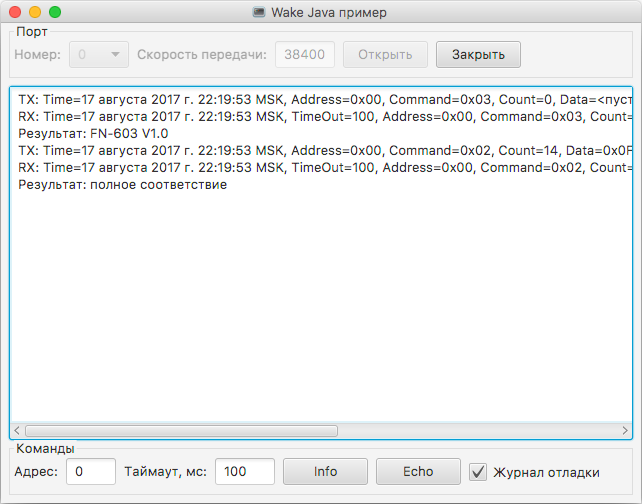 Wake Java пример
Порт
Номер: 0 Скорость передачи: 38400 Открыть Закрыть
TX: Time=17 августа 2017 г. 22:19:53 MSK, Address=0x00, Command=0x03, Count=0, Data=<пуст
RX: Time=17 августа 2017 г. 22:19:53 MSK, TimeOut=100, Address=0x00, Command=0x03, Count=
Результат: FN-603 V1.0
TX: Time=17 августа 2017 г. 22:19:53 MSK, Address=0x00, Command=0x02, Count=14, Data=0x0F
RX: Time=17 августа 2017 г. 22:19:53 MSK, TimeOut=100, Address=0x00, Command=0x02, Count=
Результат: полное соответствие
Команды
Адрес: 0 Таймаут, мс: 100 Info Echo Журнал отладки